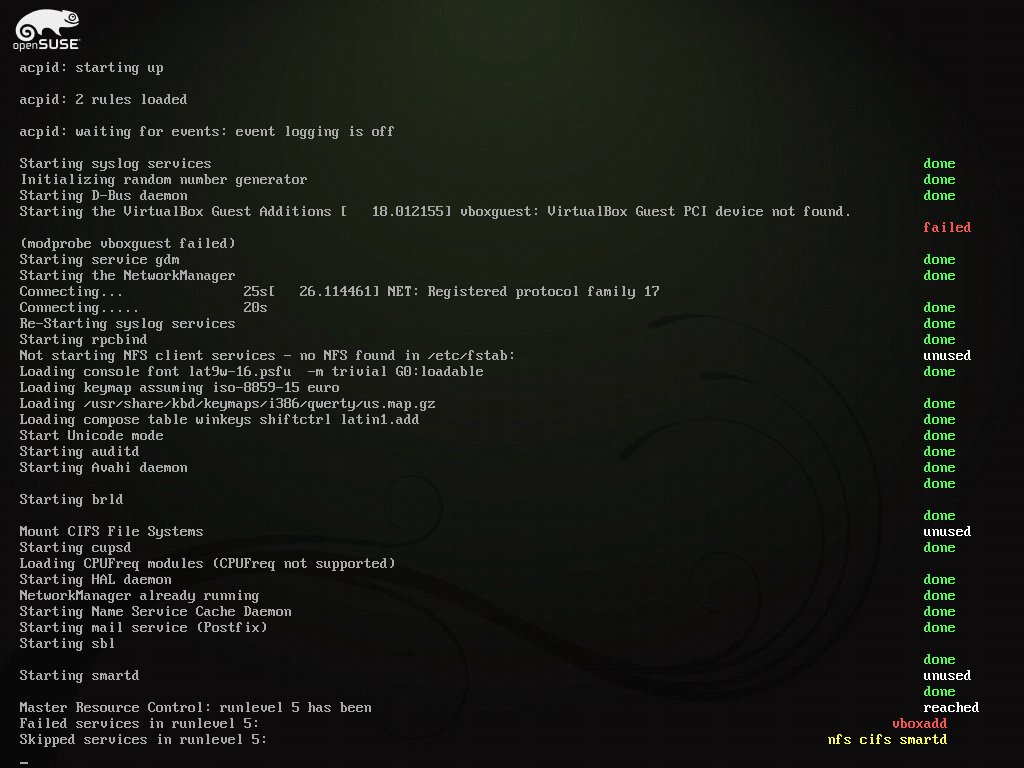 openSUSE
acpid: starting up
acpid: 2 rules loaded
acpid: waiting for events: event logging is off
Starting syslog services done
Initializing random number generator done
Starting D-Bus daemon done
Starting the VirtualBox Guest Additions [   18.012155] vboxguest: VirtualBox Guest PCI device not found.
failed
(modprobe vboxguest failed)
Starting service gdm done
Starting the NetworkManager done
Connecting... 25s[   26.114461] NET: Registered protocol family 17
Connecting..... 20s done
Re-Starting syslog services done
Starting rpcbind done
Not starting NFS client services - no NFS found in /etc/fstab: unused
Loading console font lat9w-16.psfu  -m trivial G0:loadable done
Loading keymap assuming iso-8859-15 euro
Loading /usr/share/kbd/keymaps/i386/qwerty/us.map.gz done
Loading compose table winkeys shiftctrl latin1.add done
Start Unicode mode done
Starting auditd done
Starting Avahi daemon done
done
Starting brld
done
Mount CIFS File Systems unused
Starting cupsd done
Loading CPUFreq modules (CPUFreq not supported)
Starting HAL daemon done
NetworkManager already running done
Starting Name Service Cache Daemon done
Starting mail service (Postfix) done
Starting sbl
done
Starting smartd unused
done
Master Resource Control: runlevel 5 has been reached
Failed services in runlevel 5: vboxadd
Skipped services in runlevel 5: nfs cifs smartd
_